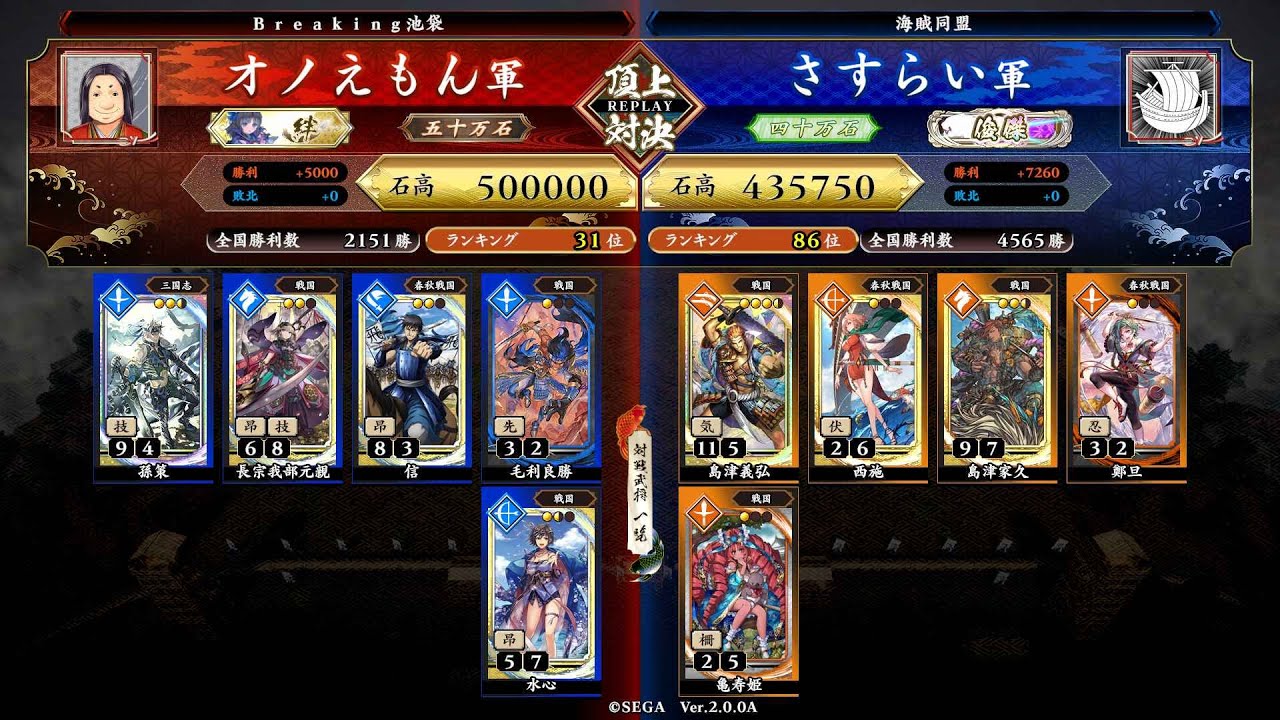 Breaking池袋
海賊同盟
オノえもん軍
さすらい軍
頂上
REPLAY
対決
絆
五十万石
四十万石
俊傑
勝利 +5000
敗北 +0
石高 500000
石高 435750
勝利 +7260
敗北 +0
全国勝利数 2151勝
ランキング 31位
ランキング 86位
全国勝利数 4565勝
三国志
技
9 4
孫策
戦国
昂 技
6 8
長宗我部元親
春秋戦国
飛信
昂
8 3
信
戦国
先
3 2
毛利良勝
戦国
昂
5 7
水心
対戦武将一覧
戦国
気
11 5
島津義弘
春秋戦国
伏
2 6
西施
戦国
9 7
島津家久
春秋戦国
忍
3 2
鄭旦
戦国
柵
2 5
亀寿姫
©SEGA Ver.2.0.0A